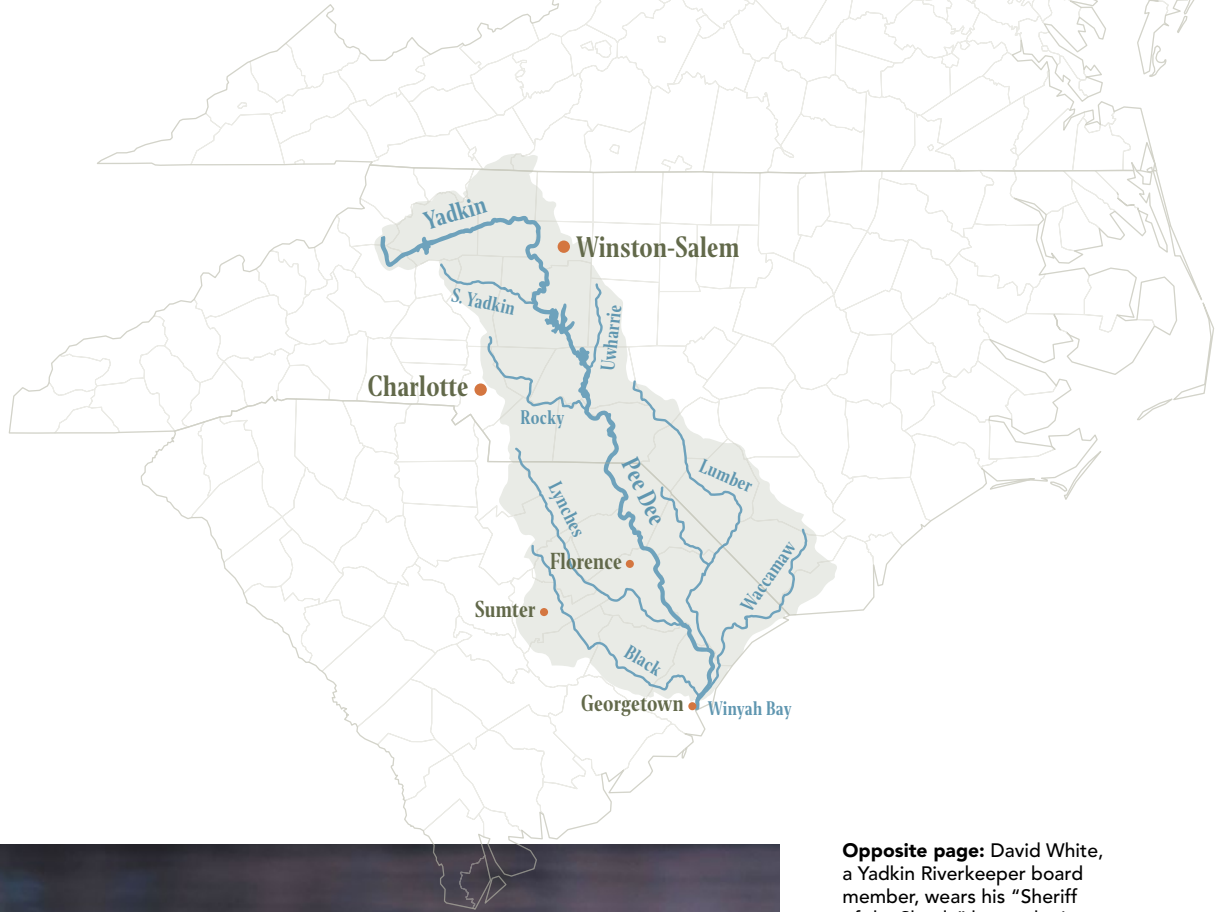 Yadkin
Winston-Salem
S. Yadkin
Uwharrie
Charlotte
Rocky
Pee Dee
Lumber
Lynches
Florence
Waccamaw
Sumter
Black
Georgetown
Winyah Bay
Opposite page: David White,
a Yadkin Riverkeeper board
member, wears his “Sheriff